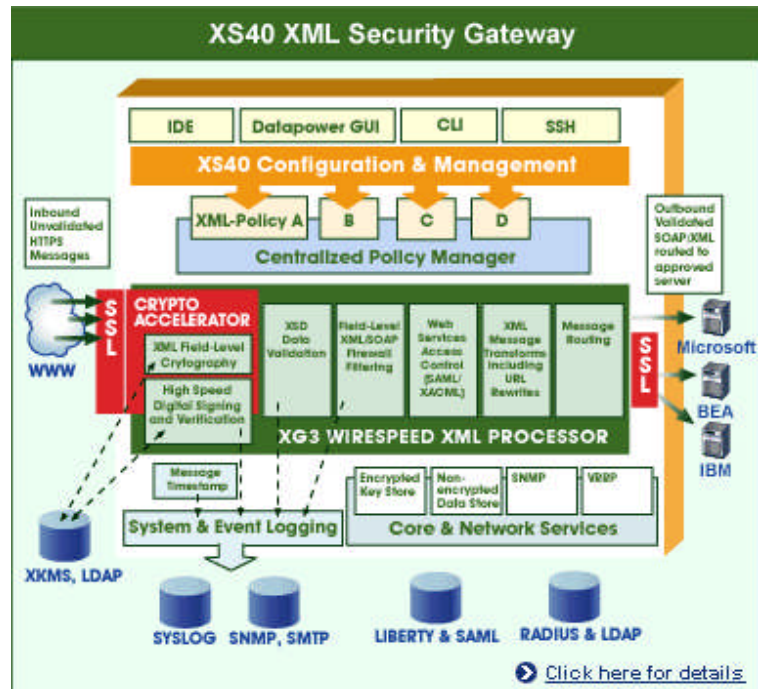 XS40 XML Security Gateway
IDE
Datapower GUI
CLI
SSH
XS40 Configuration & Management
XML-Policy A
B
C
D
Centralized Policy Manager
Inbound
Unvalidated
HTTPS
Messages
Outbound
Validated
SOAP/XML
routed to
approved
server
WWW
SSL
CRYPTO
ACCELERATOR
XML Field-Level
Crytography
High Speed
Digital Signing
and Verification
XSD
Data
Validation
Field-Level
XML/SOAP
Firewall
Filtering
Web
Services
Access
Control
(SAML/
XACML)
XML
Message
Transforms
Including
URL
Rewrites
Message
Routing
SSL
XG3 WIRESPEED XML PROCESSOR
Microsoft
BEA
IBM
Message
Timestamp
System & Event Logging
Encrypted
Key Store
Non-
encrypted
Data Store
SNMP
VRRP
Core & Network Services
XKMS, LDAP
SYSLOG
SNMP, SMTP
LIBERTY & SAML
RADIUS & LDAP
Click here for details